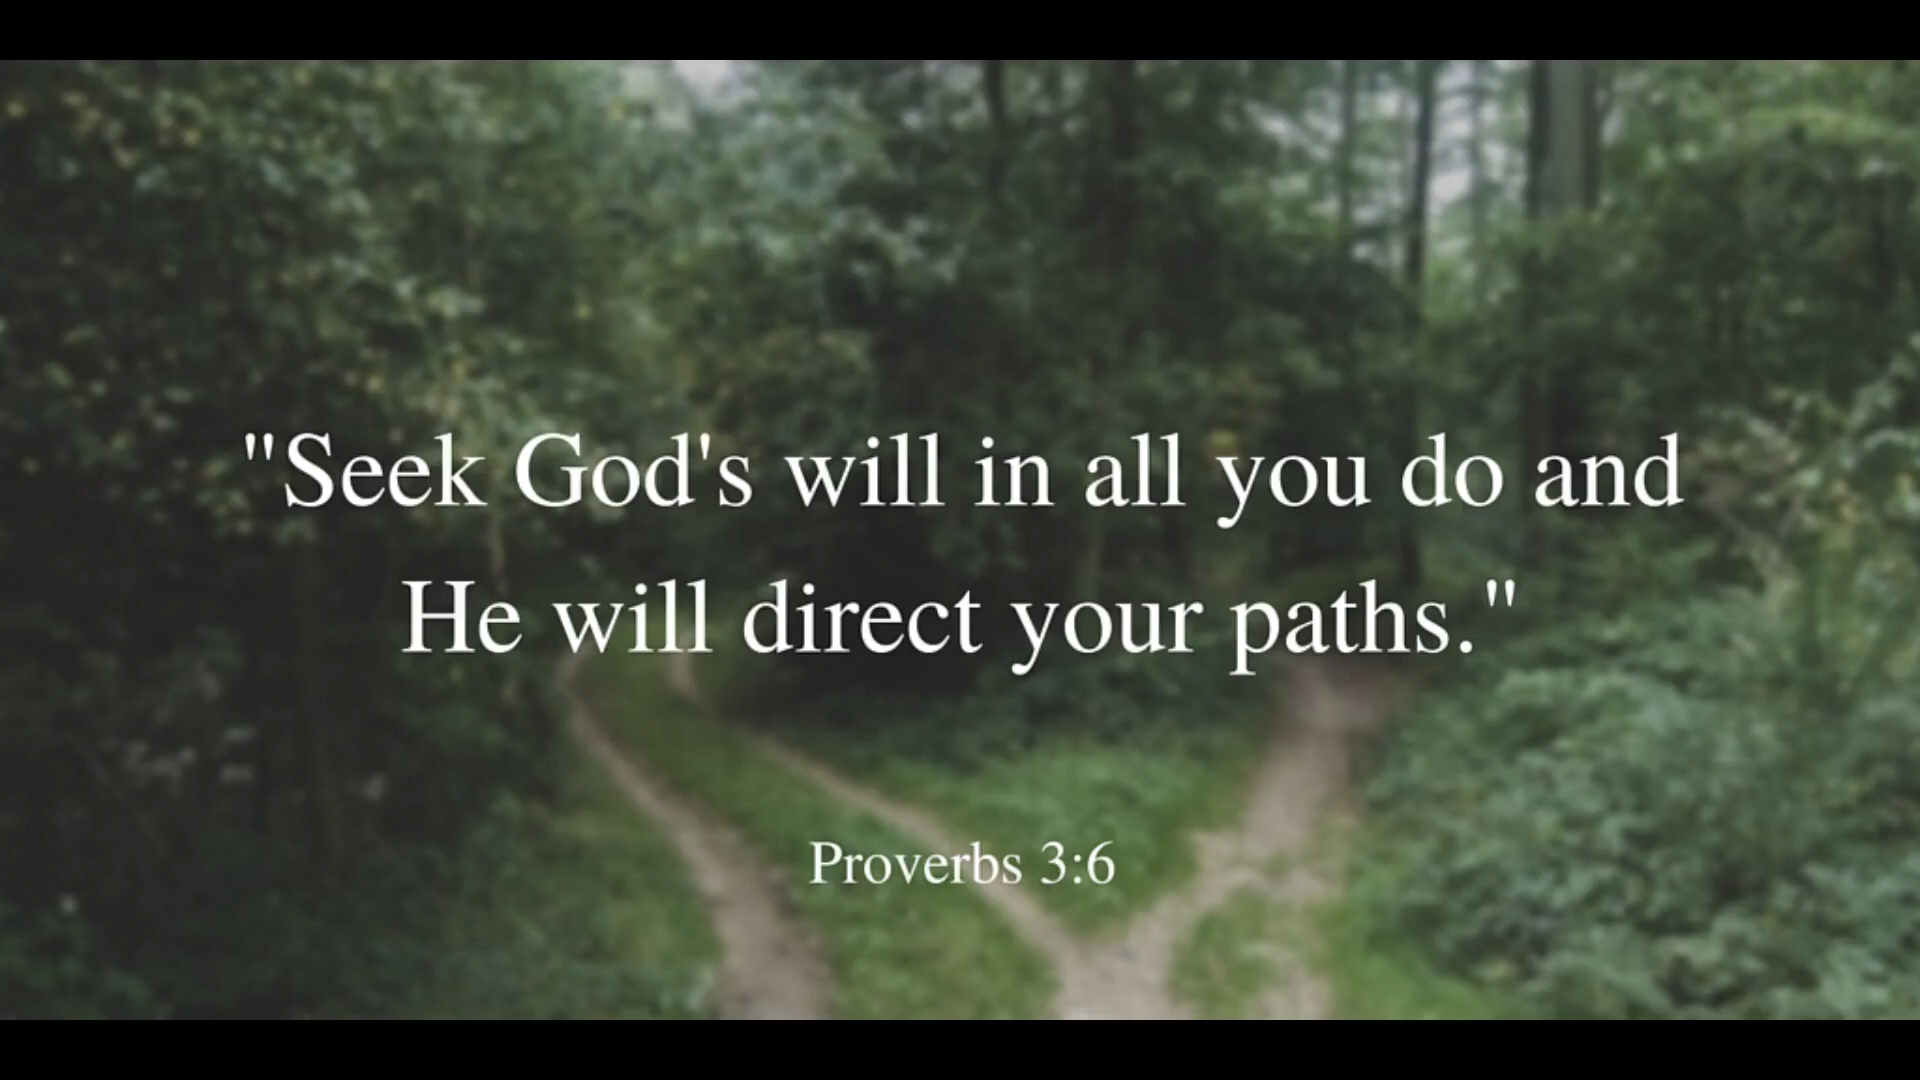 "Seek God's will in all you do and
He will direct your paths."
Proverbs 3:6